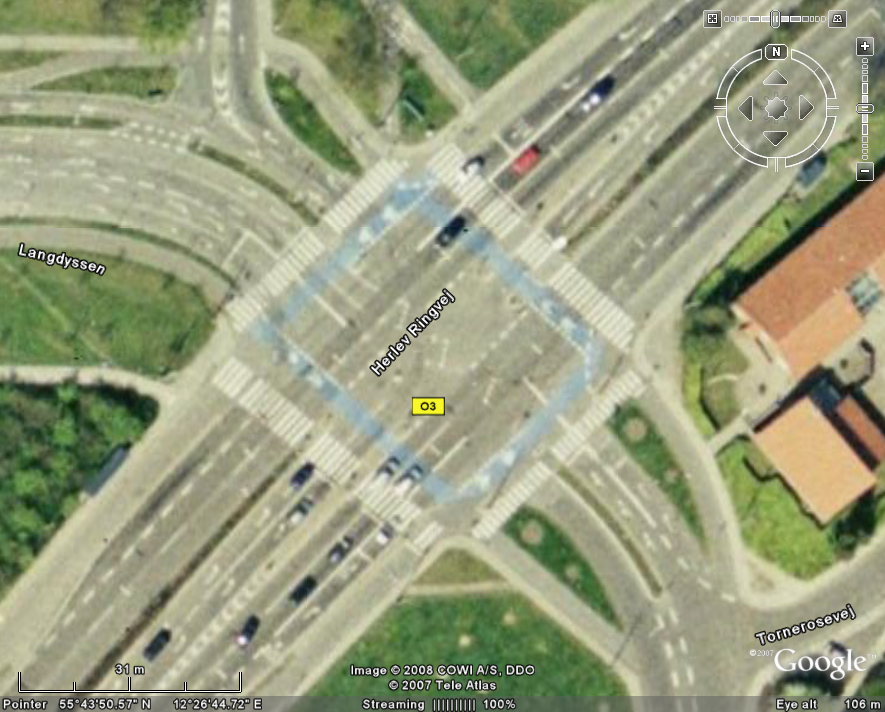 N
Langdyssen
Herlev Ringvej
O3
Tornerosevej
31 m
Image © 2008 COWI A/S, DDO
© 2007 Tele Atlas
©2007 Google™
Pointer 55°43'50.57" N 12°26'44.72" E Streaming |||||||||| 100% Eye alt 106 m